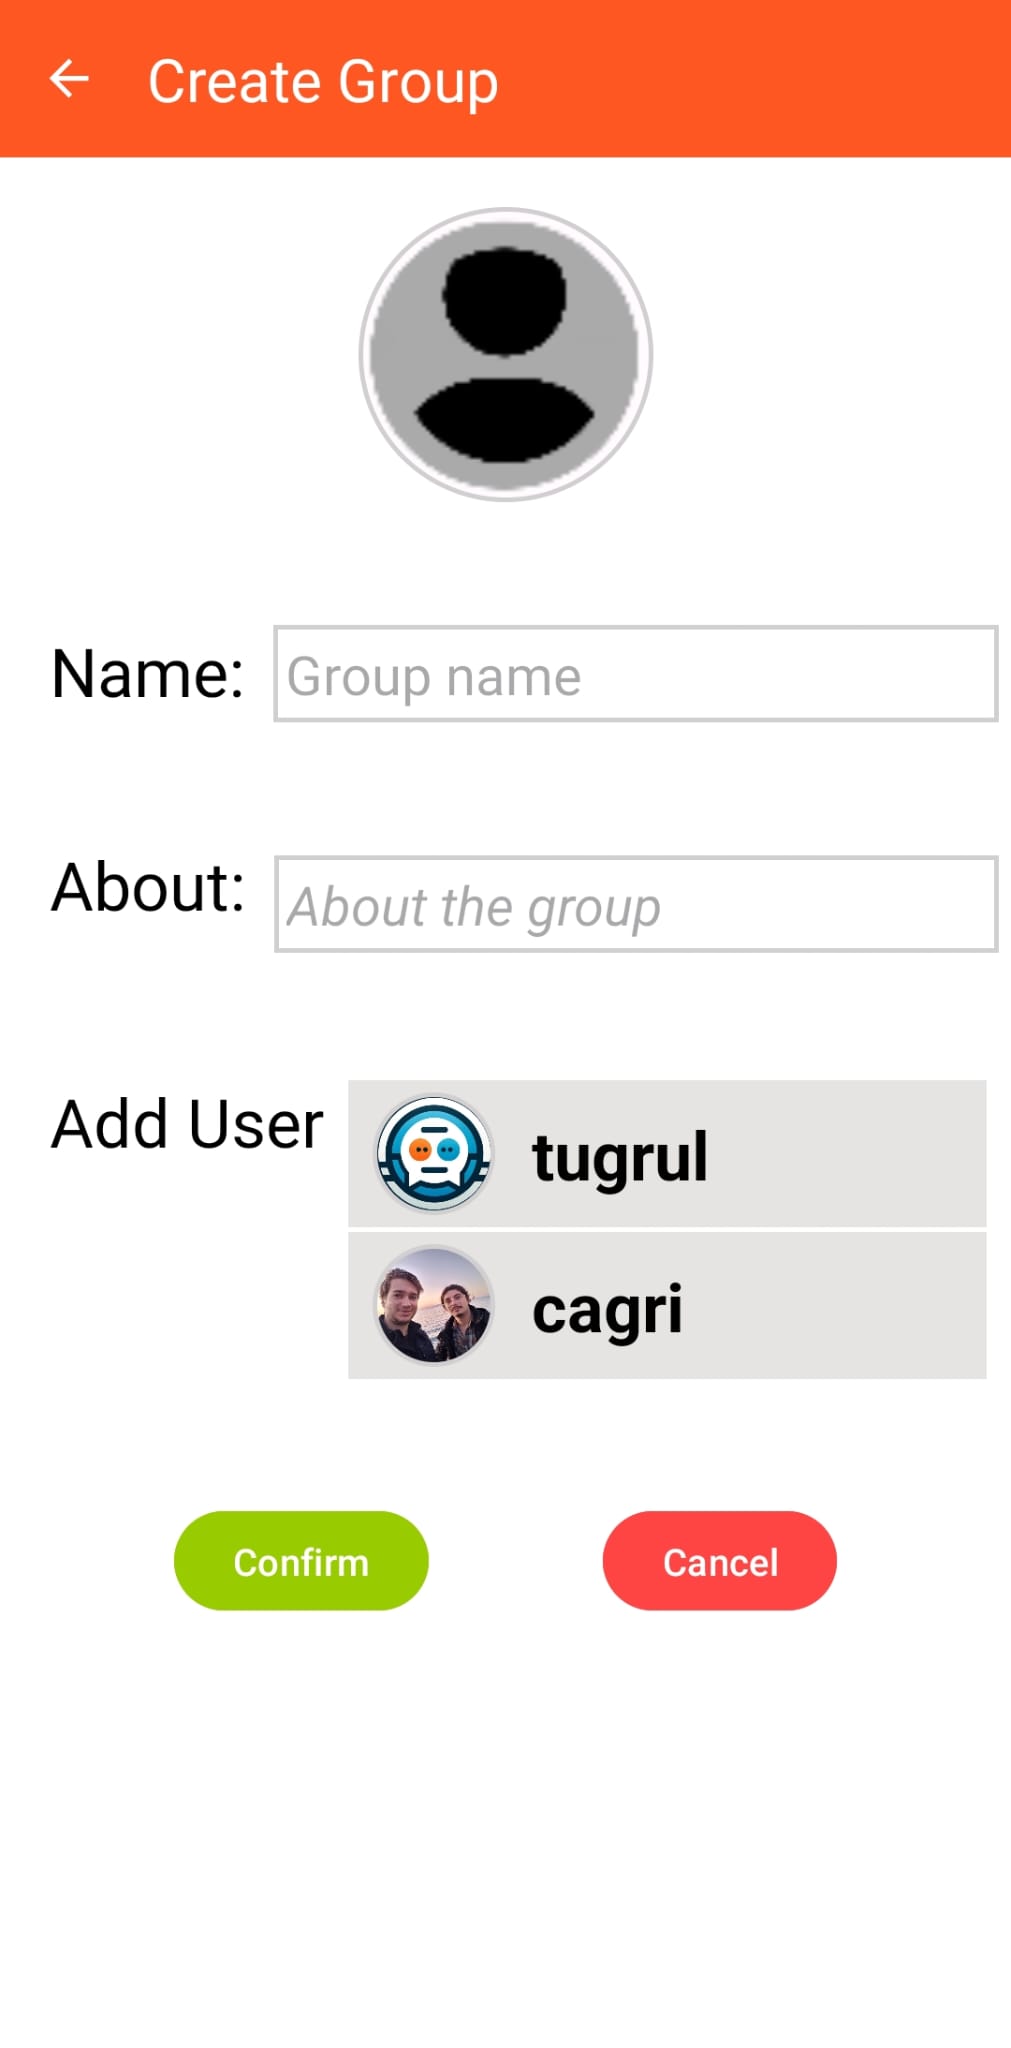 Create Group
Name:
Group name
About:
About the group
Add User
tugrul
cagri
Confirm
Cancel